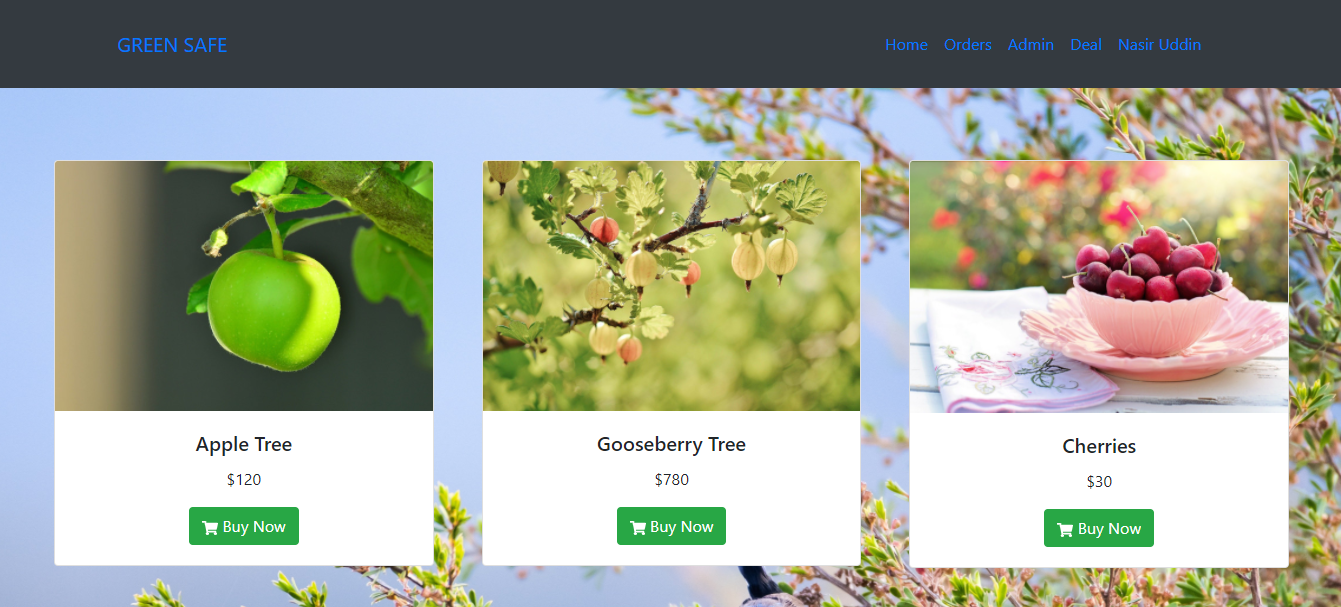 GREEN SAFE
Home Orders Admin Deal Nasir Uddin
Apple Tree
$120
Buy Now
Gooseberry Tree
$780
Buy Now
Cherries
$30
Buy Now